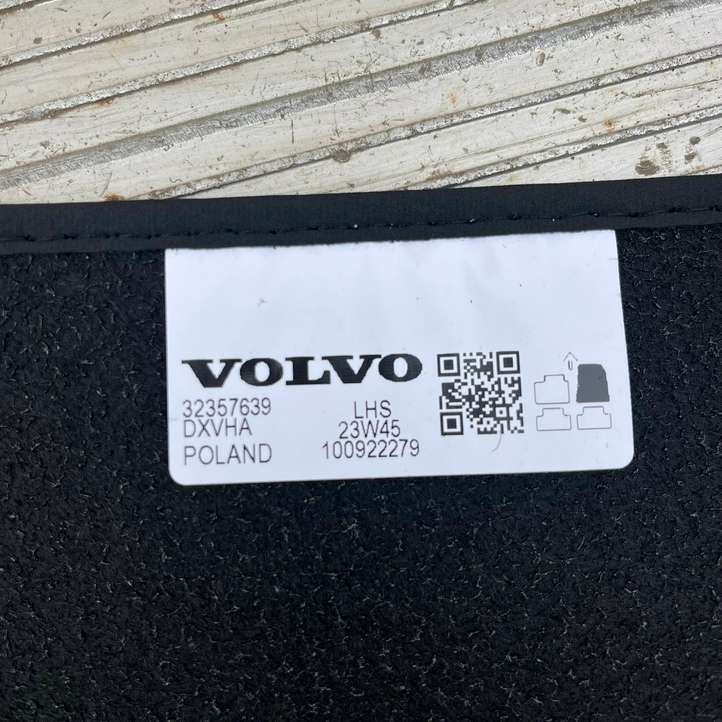 VOLVO
32357639 LHS
DXVHA 23W45
POLAND 100922279